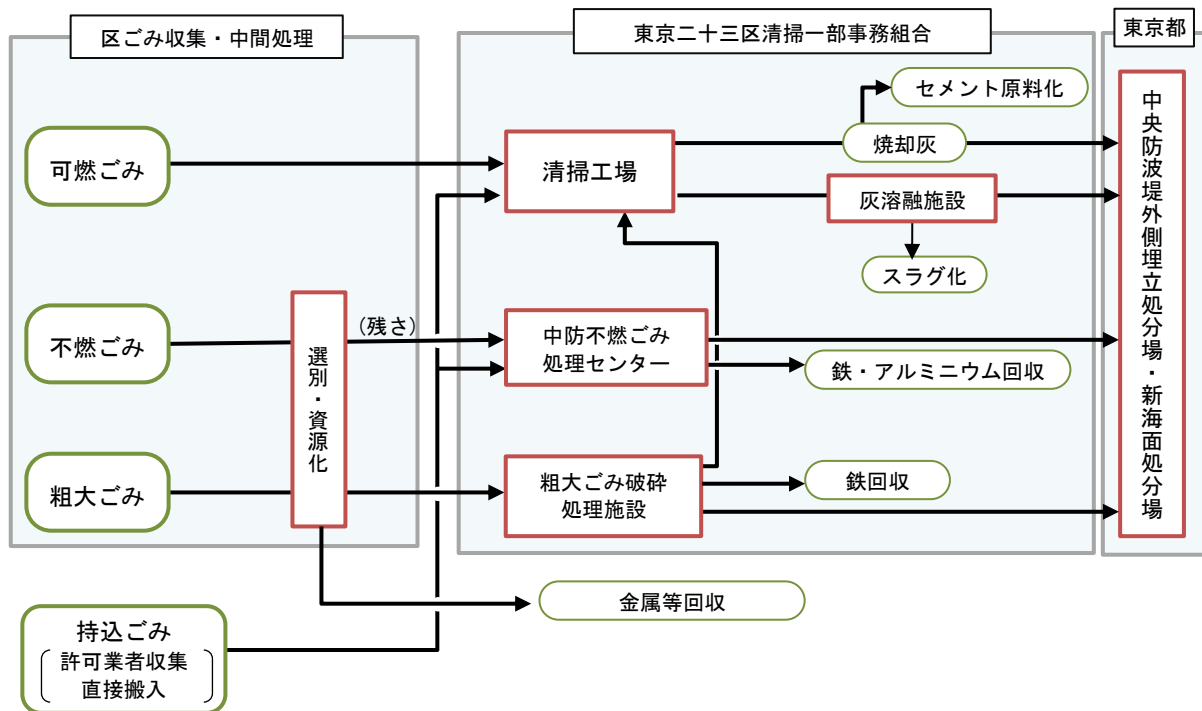 区ごみ収集・中間処理
東京二十三区清掃一部事務組合
東京都
セメント原料化
可燃ごみ
清掃工場
焼却灰
灰溶融施設
スラグ化
不燃ごみ
選別・資源化
(残さ)
中防不燃ごみ
処理センター
鉄・アルミニウム回収
粗大ごみ
粗大ごみ破砕
処理施設
鉄回収
中央防波堤外側埋立処分場・新海面処分場
金属等回収
持込ごみ
許可業者収集
直接搬入